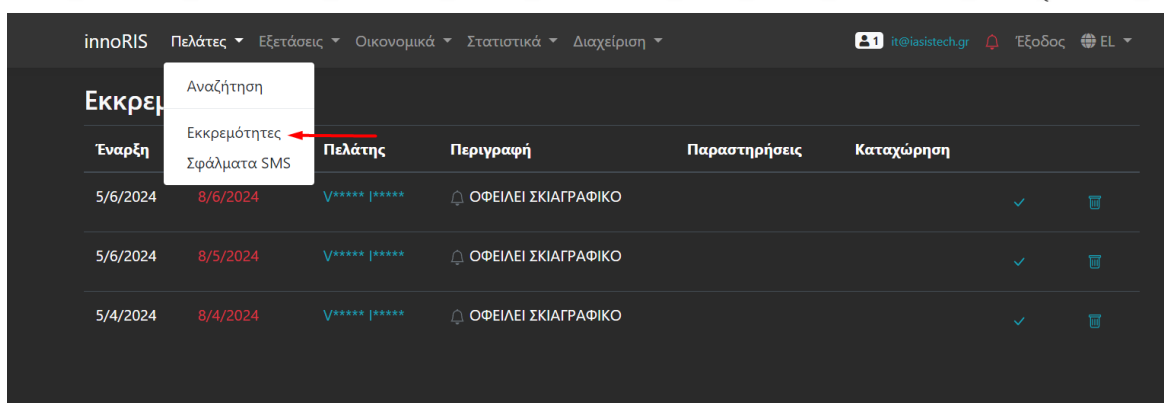 innoRIS Πελάτες Εξετάσεις Οικονομικά Στατιστικά Διαχείριση 1 it@iasistech.gr Έξοδος EL
Αναζήτηση
Εκκρεμότητες
Σφάλματα SMS
Έναρξη Πελάτης Περιγραφή Παραστηρήσεις Καταχώρηση
5/6/2024 8/6/2024 V***** I***** ΟΦΕΙΛΕΙ ΣΚΙΑΓΡΑΦΙΚΟ
5/6/2024 8/5/2024 V***** I***** ΟΦΕΙΛΕΙ ΣΚΙΑΓΡΑΦΙΚΟ
5/4/2024 8/4/2024 V***** I***** ΟΦΕΙΛΕΙ ΣΚΙΑΓΡΑΦΙΚΟ